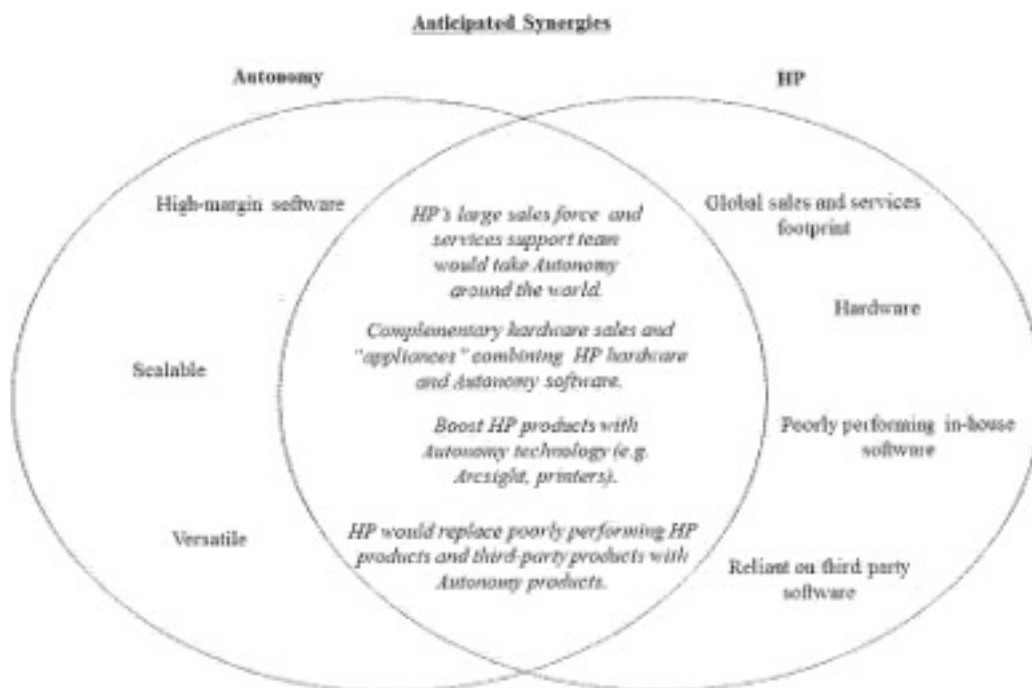 Anticipated Synergies
Autonomy
HP
High-margin software
Scalable
Versatile
HP's large sales force and
services support team
would take Autonomy
around the world.
Complementary hardware sales and
"appliances" combining HP hardware
and Autonomy software.
Boost HP products with
Autonomy technology (e.g.
Arcsight, printers).
HP would replace poorly performing HP
products and third-party products with
Autonomy products.
Global sales and services
footprint
Hardware
Poorly performing in-house
software
Reliant on third party
software